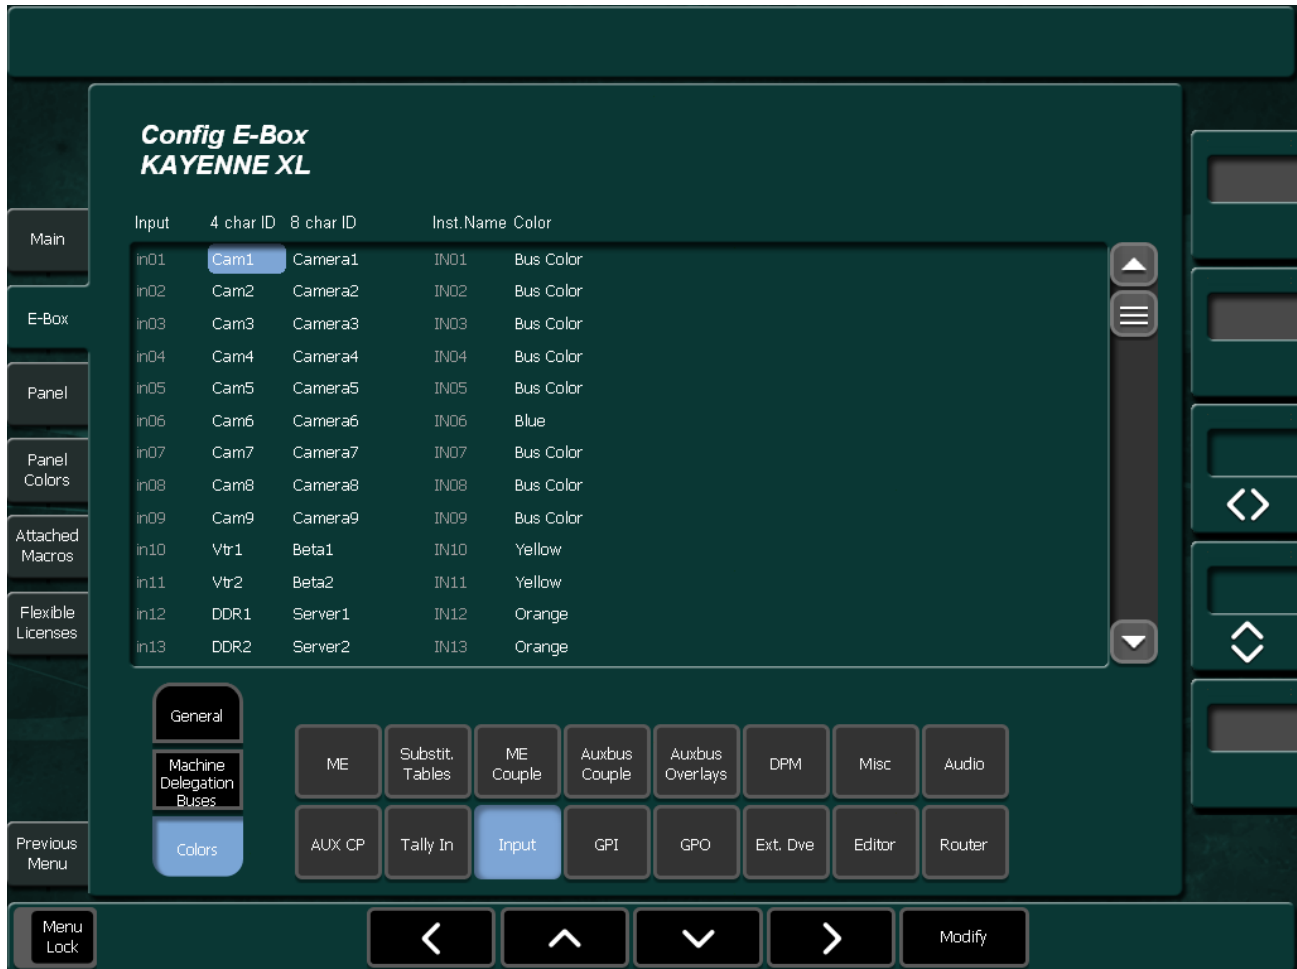 Config E-Box
KAYENNE XL
Input 4 char ID 8 char ID Inst.Name Color
in01 Cam1 Camera1 IN01 Bus Color
in02 Cam2 Camera2 IN02 Bus Color
in03 Cam3 Camera3 IN03 Bus Color
in04 Cam4 Camera4 IN04 Bus Color
in05 Cam5 Camera5 IN05 Bus Color
in06 Cam6 Camera6 IN06 Blue
in07 Cam7 Camera7 IN07 Bus Color
in08 Cam8 Camera8 IN08 Bus Color
in09 Cam9 Camera9 IN09 Bus Color
in10 Vtr1 Beta1 IN10 Yellow
in11 Vtr2 Beta2 IN11 Yellow
in12 DDR1 Server1 IN12 Orange
in13 DDR2 Server2 IN13 Orange
Main
E-Box
Panel
Panel
Colors
Attached
Macros
Flexible
Licenses
Previous
Menu
General
Machine
Delegation
Buses
Colors
ME
Substit.
Tables
ME
Couple
Auxbus
Couple
Auxbus
Overlays
DPM
Misc
Audio
AUX CP
Tally In
Input
GPI
GPO
Ext. Dve
Editor
Router
Menu
Lock
Modify